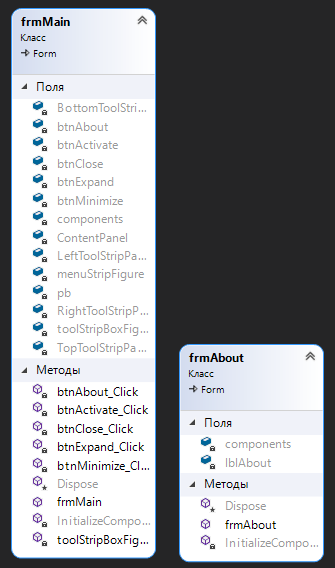 frmMain
Класс
Form
Поля
BottomToolStri...
btnAbout
btnActivate
btnClose
btnExpand
btnMinimize
components
ContentPanel
LeftToolStripPa...
menuStripFigure
pb
RightToolStripP...
toolStripBoxFig...
TopToolStripPa...
Методы
btnAbout_Click
btnActivate_Click
btnClose_Click
btnExpand_Click
btnMinimize_Cl...
Dispose
frmMain
InitializeCompo...
toolStripBoxFig...
frmAbout
Класс
Form
Поля
components
lblAbout
Методы
Dispose
frmAbout
InitializeCompo...